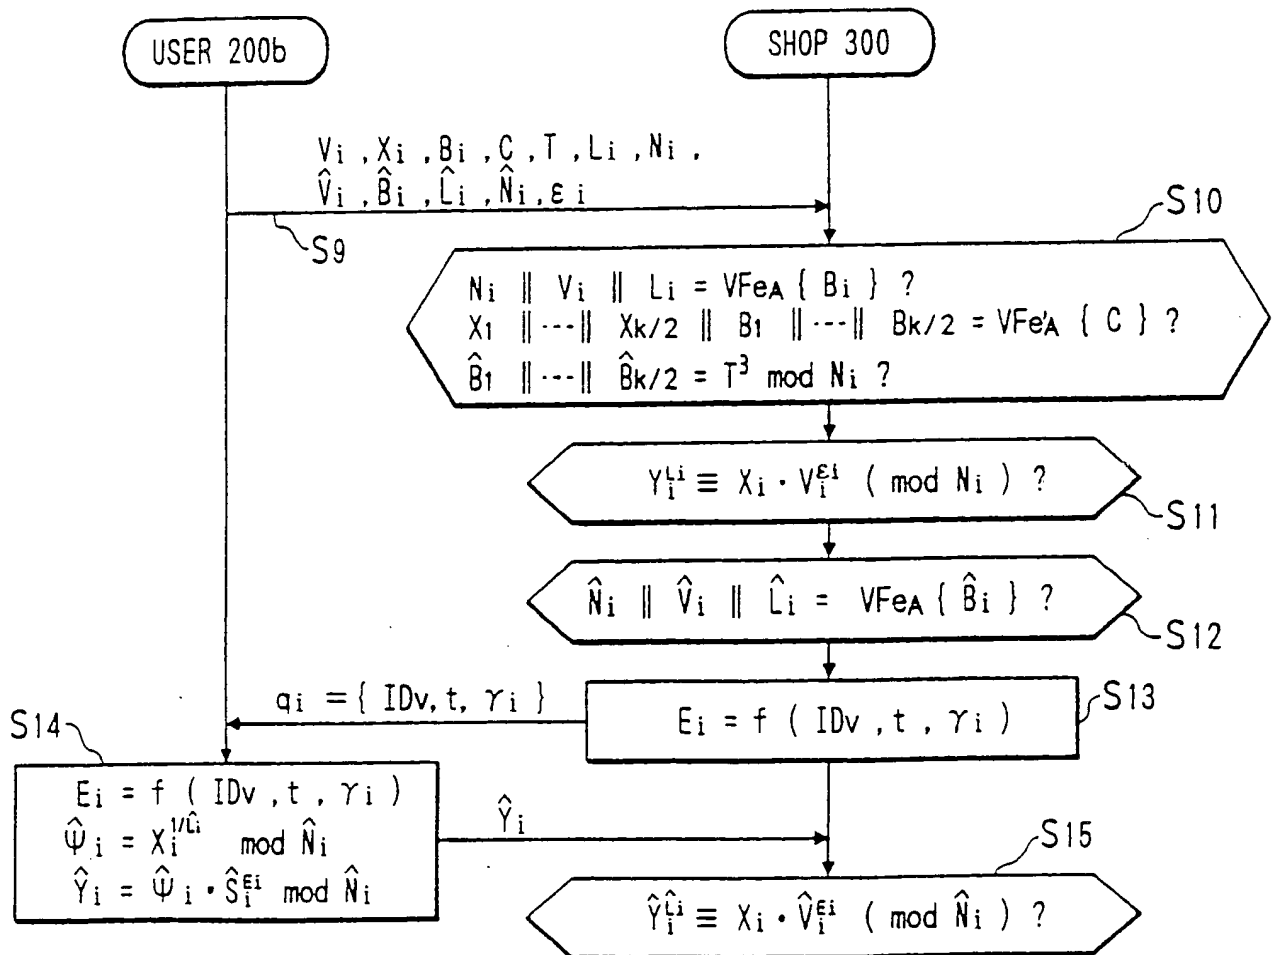 USER 200b
SHOP 300
Vi , Xi , Bi , C , T , Li , Ni ,
V̂i , B̂i , L̂i , N̂i , εi
S9
S10
Ni ‖ Vi ‖ Li = VFeA { Bi } ?
X1 ‖---‖ Xk/2 ‖ B1 ‖---‖ Bk/2 = VFe'A { C } ?
B̂1 ‖---‖ B̂k/2 = T³ mod Ni ?
Yi^Li ≡ Xi · Vi^εi ( mod Ni ) ?
S11
N̂i ‖ V̂i ‖ L̂i = VFeA { B̂i } ?
S12
qi = { IDv, t, γi }
Ei = f ( IDv , t , γi )
S13
S14
Ei = f ( IDv , t , γi )
Ψ̂i = Xi^1/L̂i mod N̂i
Ŷi = Ψ̂i · Ŝi^Ei mod N̂i
Ŷi
S15
Ŷi^L̂i ≡ Xi · V̂i^Ei ( mod N̂i ) ?